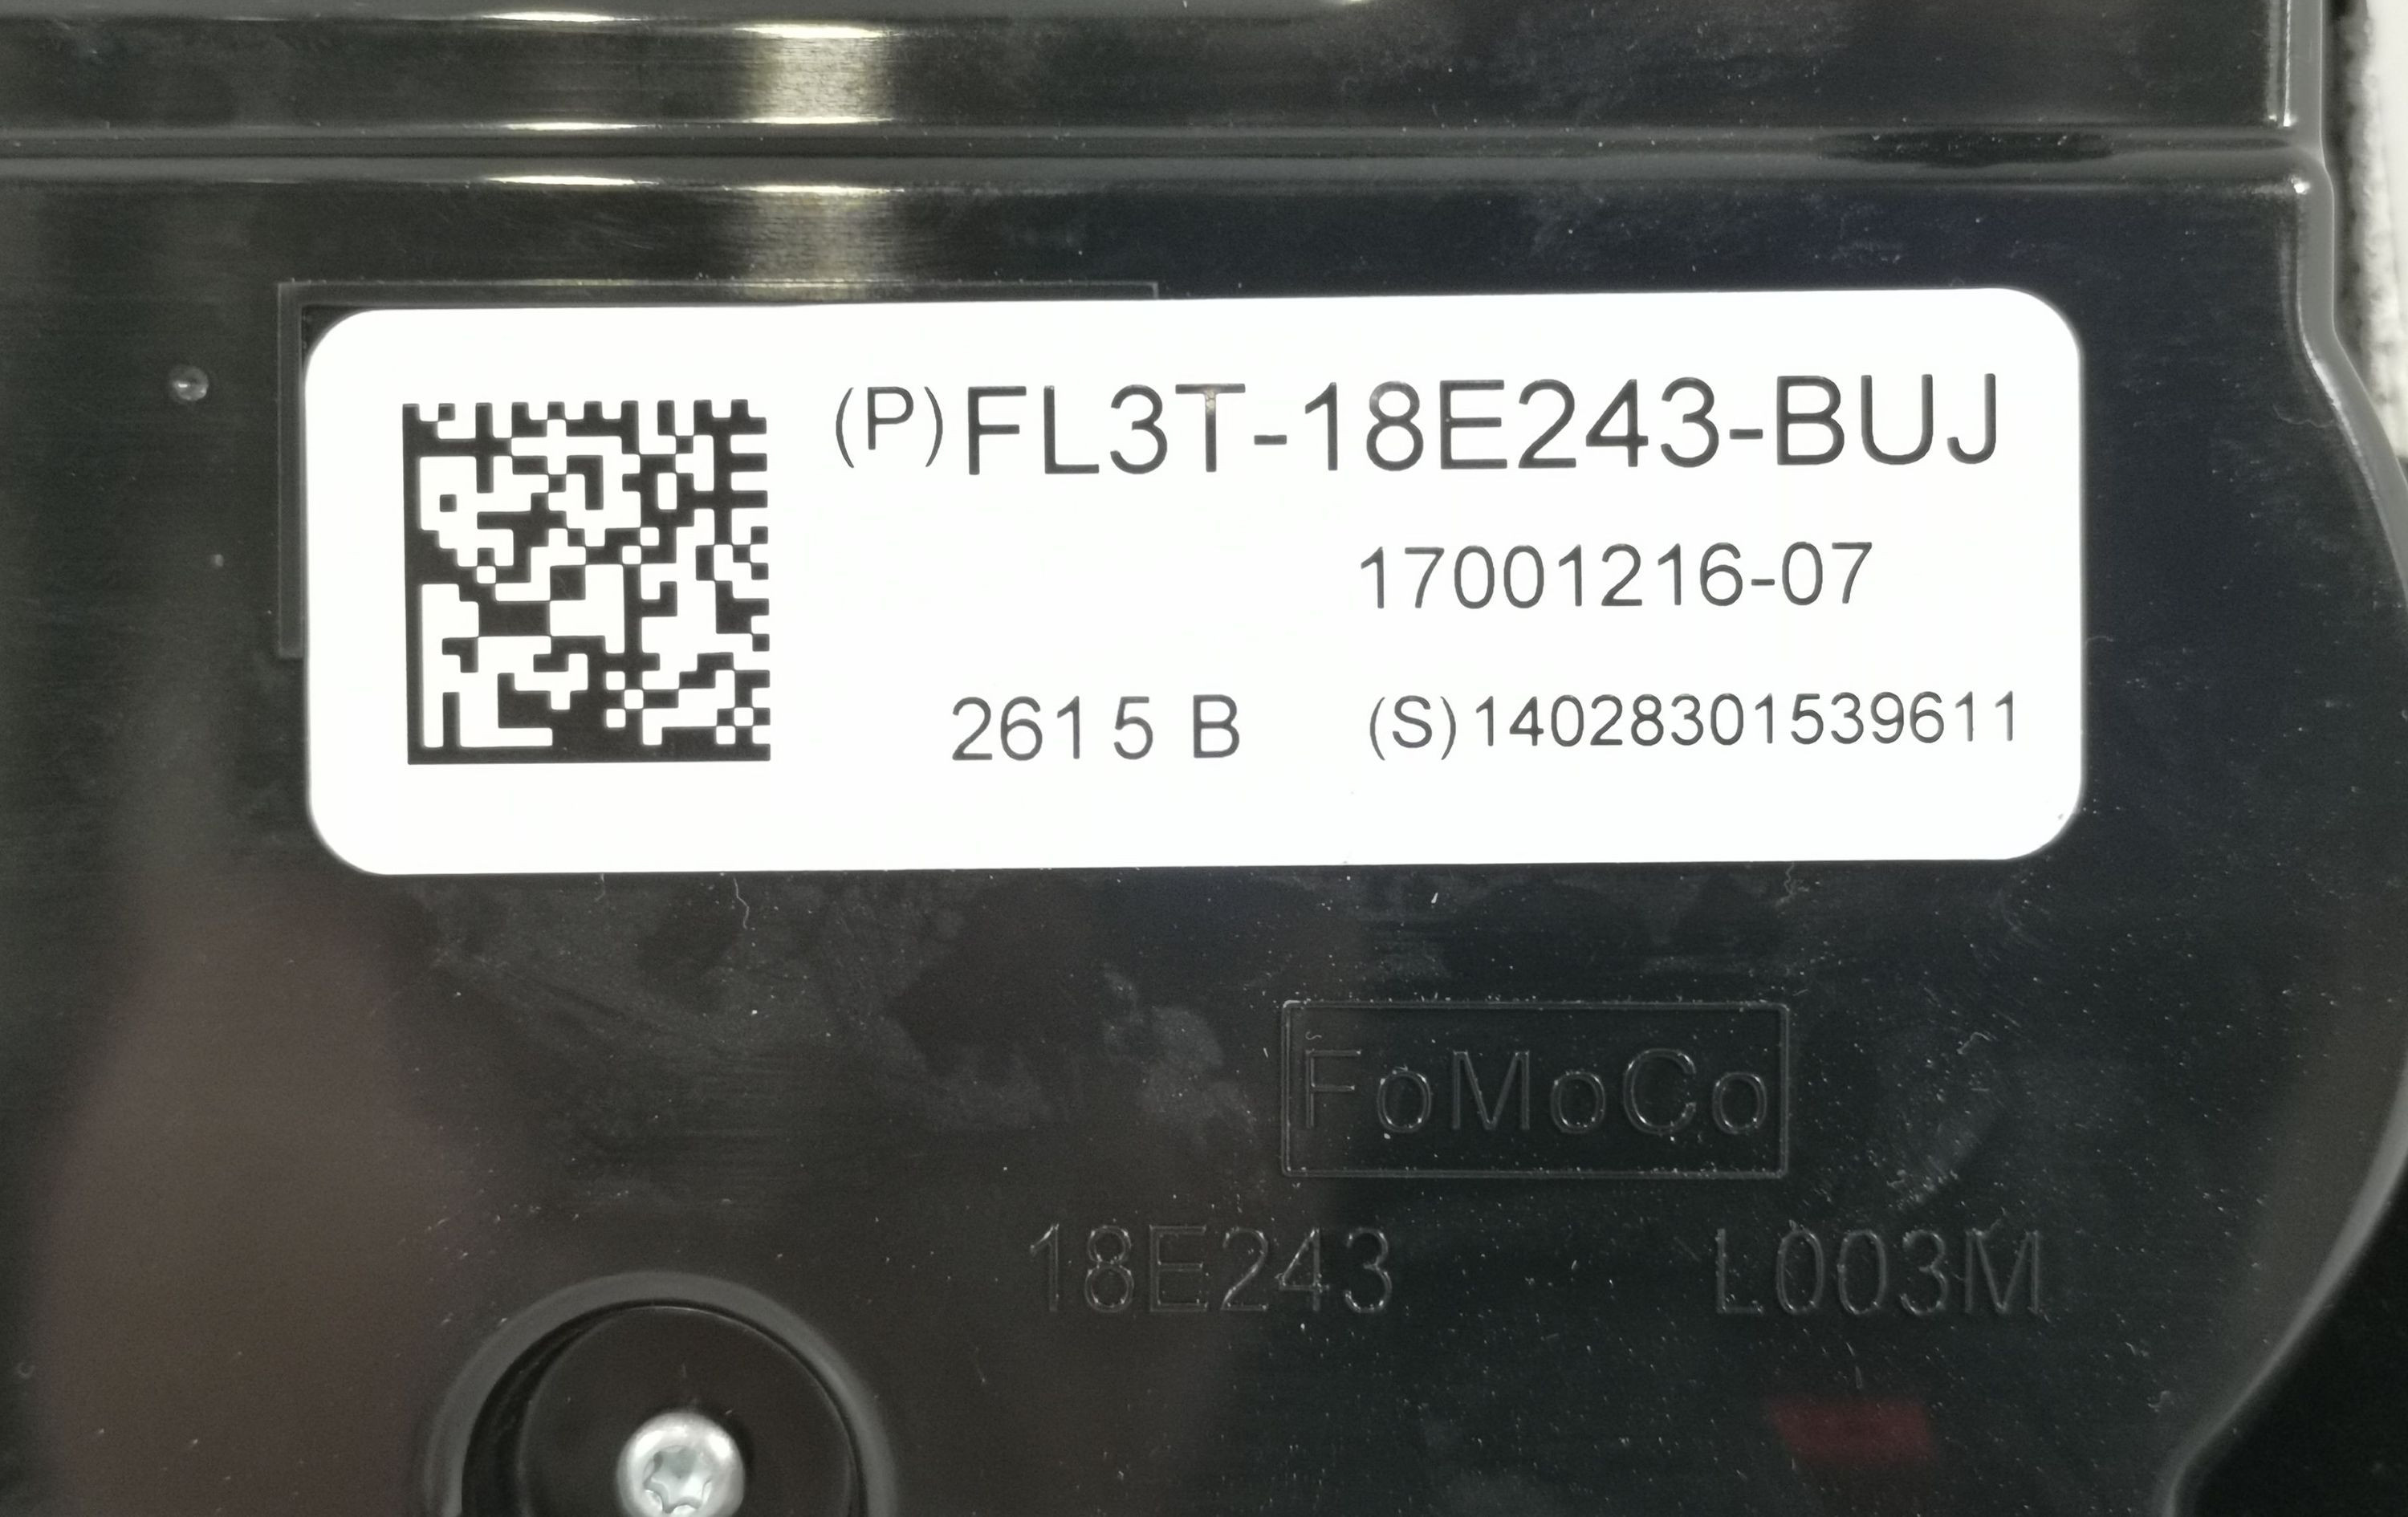 (P)FL3T-18E243-BUJ
17001216-07
2615 B (S)14028301539611
FoMoCo
18E243 L003M